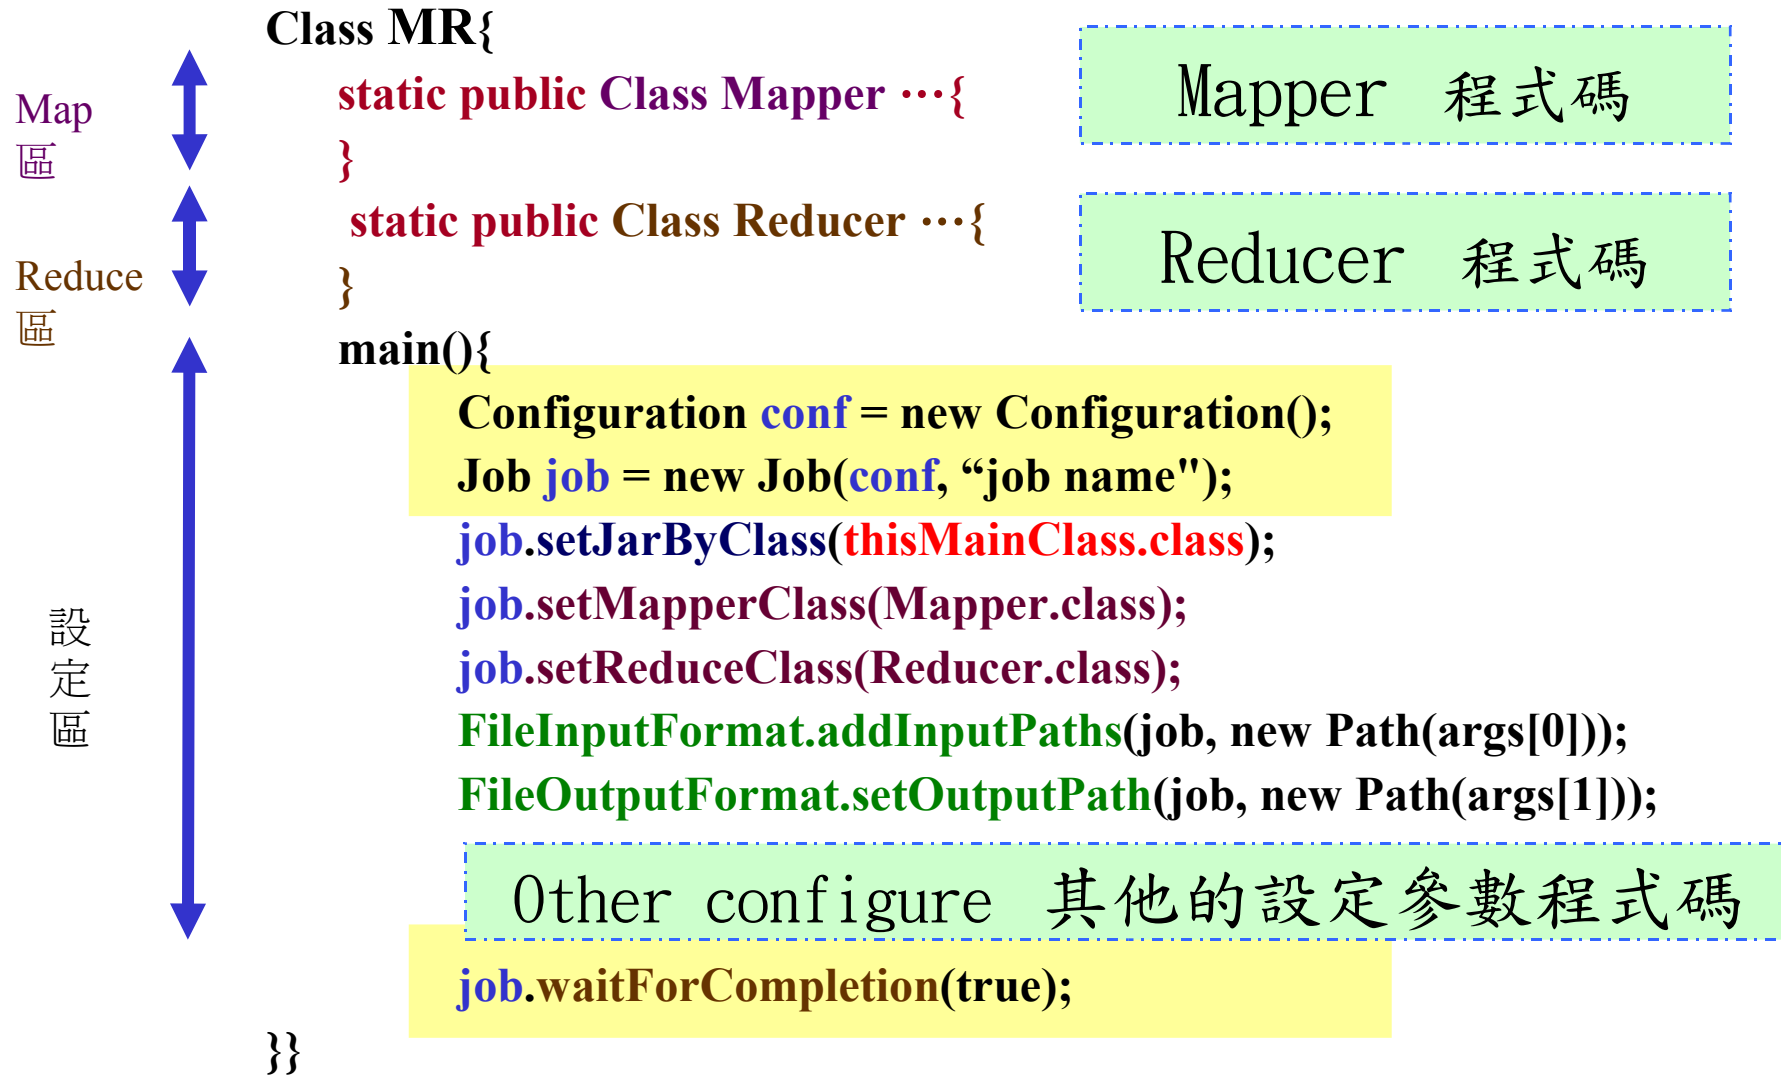 Class MR{
Map
區
static public Class Mapper ⋯{
}
Mapper 程式碼
Reduce
區
static public Class Reducer ⋯{
}
Reducer 程式碼
設
定
區
main(){
Configuration conf = new Configuration();
Job job = new Job(conf, “job name");
job.setJarByClass(thisMainClass.class);
job.setMapperClass(Mapper.class);
job.setReduceClass(Reducer.class);
FileInputFormat.addInputPaths(job, new Path(args[0]));
FileOutputFormat.setOutputPath(job, new Path(args[1]));
Other configure 其他的設定參數程式碼
job.waitForCompletion(true);
}}